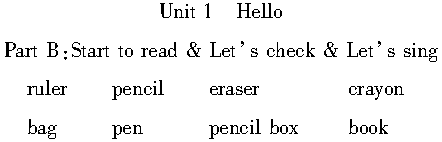 Unit 1 Hello
Part B:Start to read & Let's check & Let's sing
ruler pencil eraser crayon
bag pen pencil box book